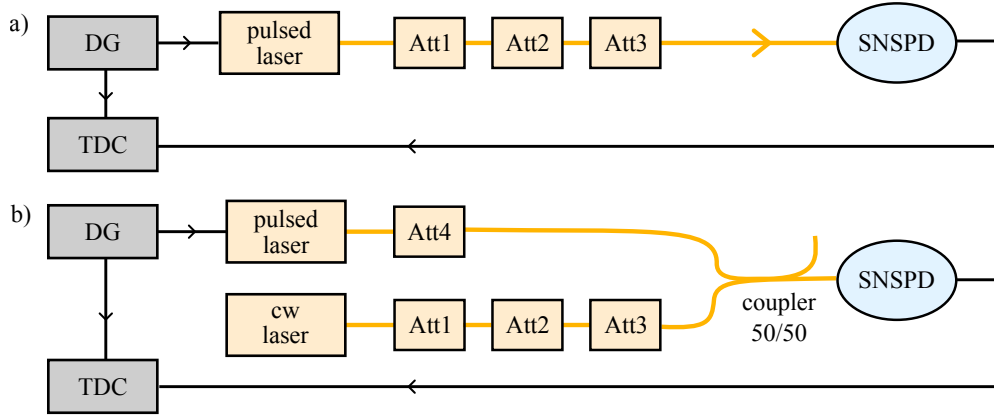 a)
DG
pulsed
laser
Att1
Att2
Att3
SNSPD
TDC
b)
DG
pulsed
laser
Att4
SNSPD
cw
laser
Att1
Att2
Att3
coupler
50/50
TDC